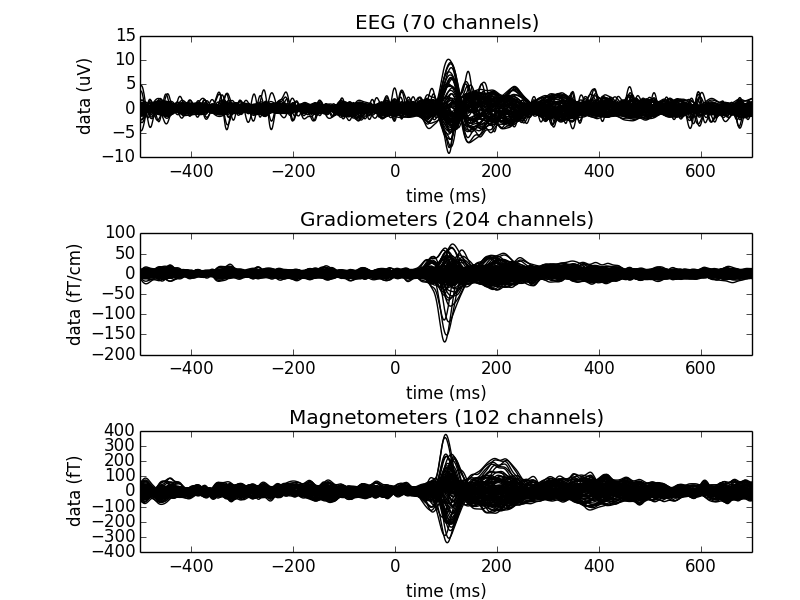 EEG (70 channels)
15
10
5
0
−5
−10
data (uV)
−400 −200 0 200 400 600
time (ms)
Gradiometers (204 channels)
100
50
0
−50
−100
−150
−200
data (fT/cm)
−400 −200 0 200 400 600
time (ms)
Magnetometers (102 channels)
400
300
200
100
0
−100
−200
−300
−400
data (fT)
−400 −200 0 200 400 600
time (ms)